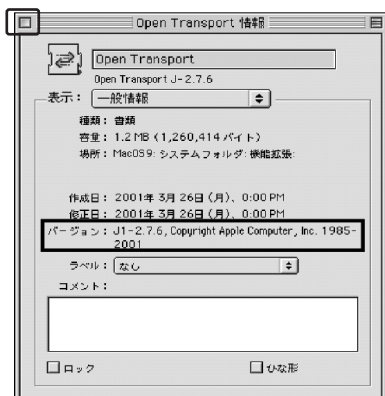 Open Transport 情報
Open Transport
Open Transport J-2.7.6
表示： 一般情報
種類： 書類
容量： 1.2 MB（1,260,414 バイト）
場所： MacOS9: システムフォルダ: 機能拡張:
作成日： 2001年 3月 26日（月）、0:00 PM
修正日： 2001年 3月 26日（月）、0:00 PM
バージョン： J1-2.7.6, Copyright Apple Computer, Inc. 1985-
2001
ラベル： なし
コメント：
ロック ひな形